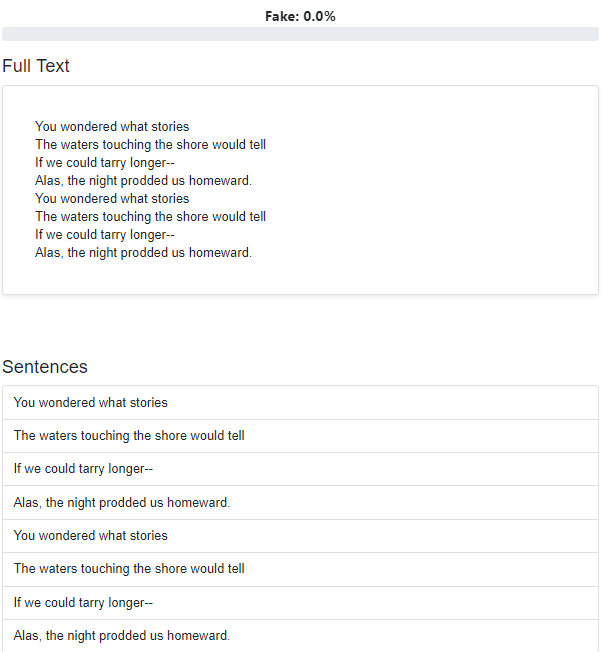 Fake: 0.0%
Full Text
You wondered what stories
The waters touching the shore would tell
If we could tarry longer--
Alas, the night prodded us homeward.
You wondered what stories
The waters touching the shore would tell
If we could tarry longer--
Alas, the night prodded us homeward.
Sentences
You wondered what stories
The waters touching the shore would tell
If we could tarry longer--
Alas, the night prodded us homeward.
You wondered what stories
The waters touching the shore would tell
If we could tarry longer--
Alas, the night prodded us homeward.